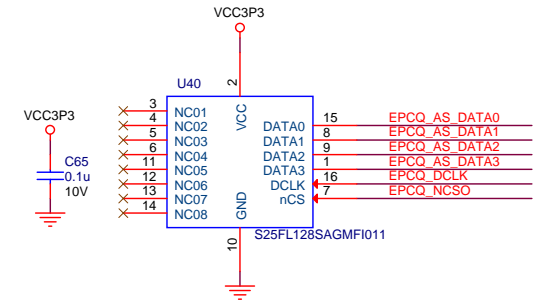 VCC3P3
U40
2
VCC
3 NC01
4 NC02
5 NC03
6 NC04
11 NC05
12 NC06
13 NC07
14 NC08
DATA0 15 EPCQ_AS_DATA0
DATA1 8 EPCQ_AS_DATA1
DATA2 9 EPCQ_AS_DATA2
DATA3 1 EPCQ_AS_DATA3
DCLK 16 EPCQ_DCLK
nCS 7 EPCQ_NCSO
GND
10
S25FL128SAGMFI011
VCC3P3
C65
0.1u
10V